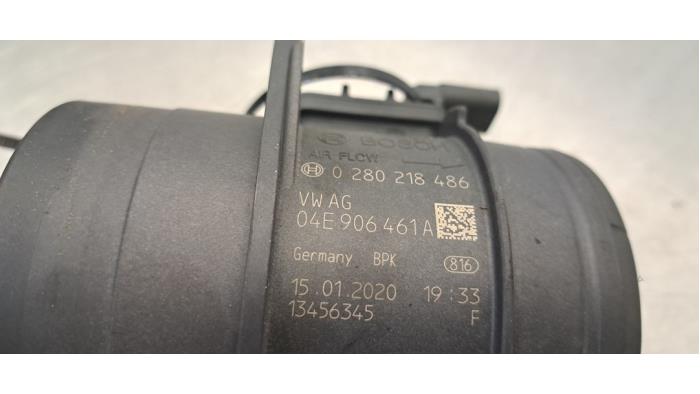 BOSCH
AIR FLOW
0 280 218 486
VW AG
04E 906 461 A
Germany BPK 816
15.01.2020 19:33
13456345 F